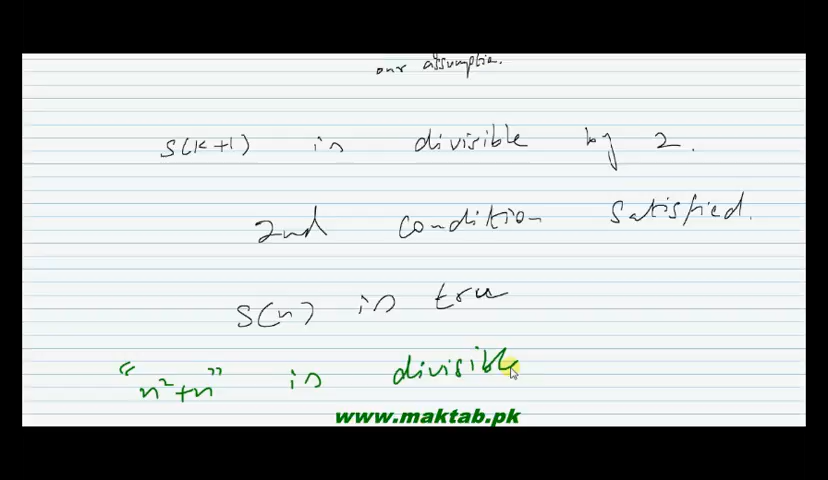 our assumption.
S(k+1) is divisible by 2.
2nd condition satisfied.
S(n) is true
"n²+n" is divisible
www.maktab.pk